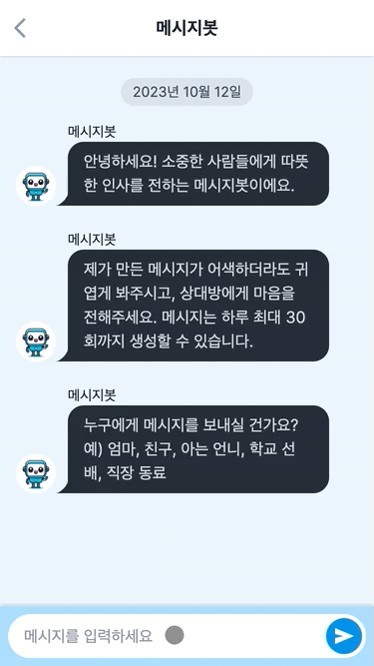 메시지봇
2023년 10월 12일
메시지봇
안녕하세요! 소중한 사람들에게 따뜻
한 인사를 전하는 메시지봇이에요.
메시지봇
제가 만든 메시지가 어색하더라도 귀
엽게 봐주시고, 상대방에게 마음을
전해주세요. 메시지는 하루 최대 30
회까지 생성할 수 있습니다.
메시지봇
누구에게 메시지를 보내실 건가요?
예) 엄마, 친구, 아는 언니, 학교 선
배, 직장 동료
메시지를 입력하세요